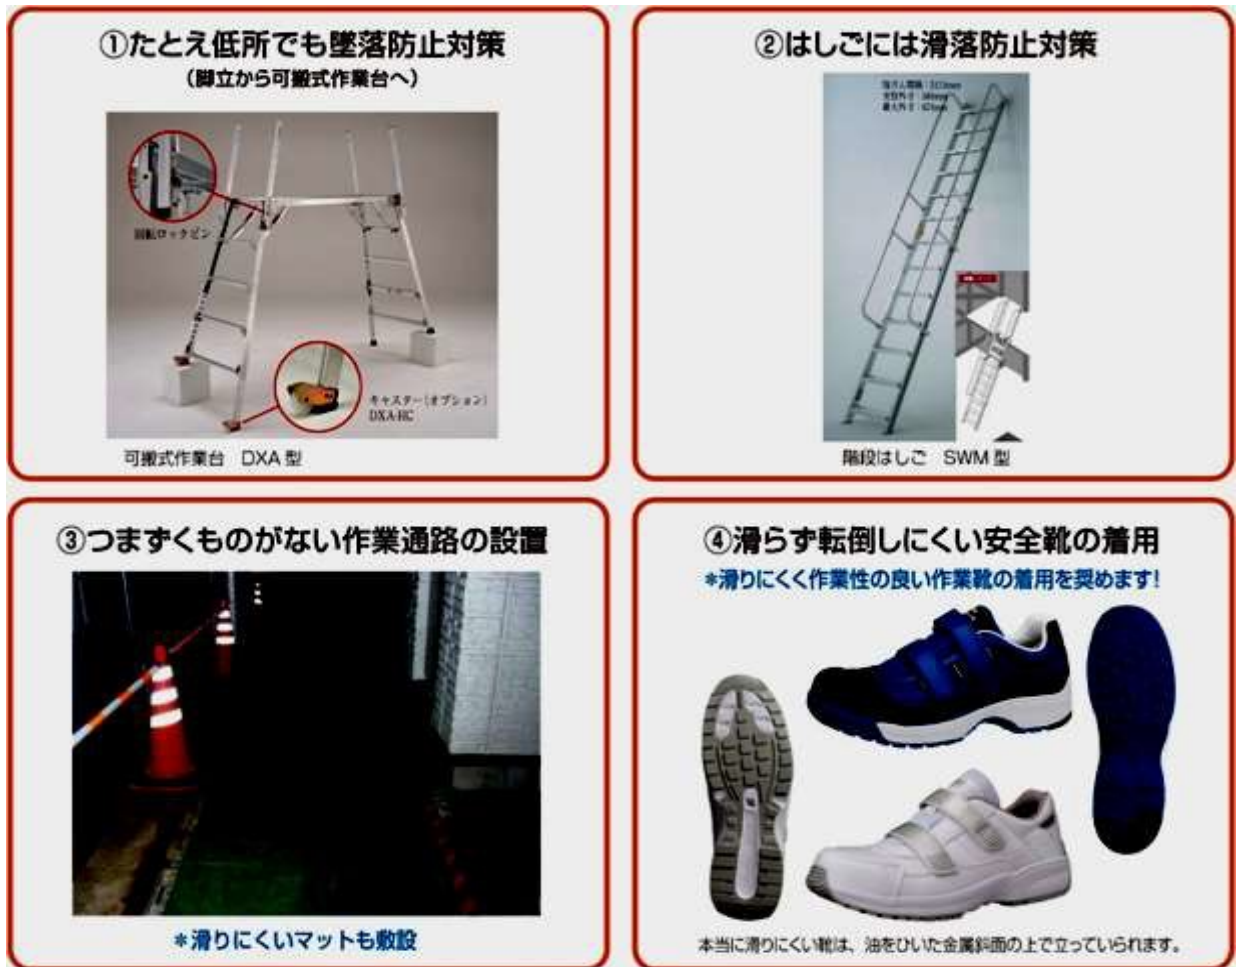 ①たとえ低所でも墜落防止対策
(脚立から可搬式作業台へ)
回転ロックピン
キャスター(オプション)
DXA-HC
可搬式作業台 DXA型
②はしごには滑落防止対策
階段はしご SWM型
③つまずくものがない作業通路の設置
*滑りにくいマットも敷設
④滑らず転倒しにくい安全靴の着用
*滑りにくく作業性の良い作業靴の着用を奨めます!
本当に滑りにくい靴は、油をひいた金属斜面の上で立っていられます。